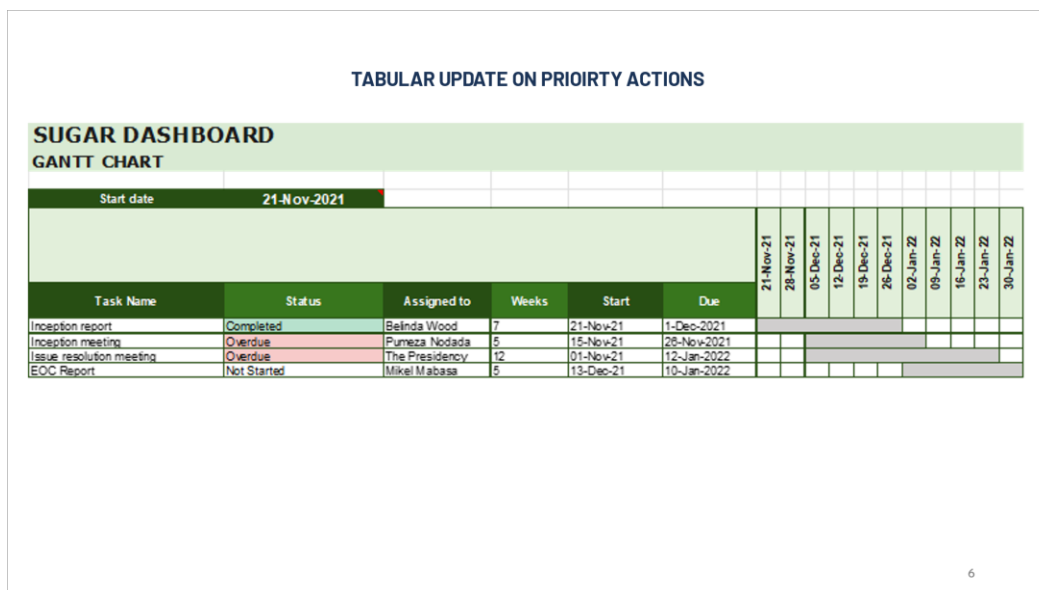 TABULAR UPDATE ON PRIOIRTY ACTIONS
SUGAR DASHBOARD
GANTT CHART
Start date 21-Nov-2021
21-Nov-21 28-Nov-21 05-Dec-21 12-Dec-21 19-Dec-21 26-Dec-21 02-Jan-22 09-Jan-22 16-Jan-22 23-Jan-22 30-Jan-22
Task Name Status Assigned to Weeks Start Due
Inception report Completed Belinda Wood 7 21-Nov-21 1-Dec-2021
Inception meeting Overdue Pumeza Nodada 5 15-Nov-21 26-Nov-2021
Issue resolution meeting Overdue The Presidency 12 01-Nov-21 12-Jan-2022
EOC Report Not Started Mikel Mabasa 5 13-Dec-21 10-Jan-2022
6